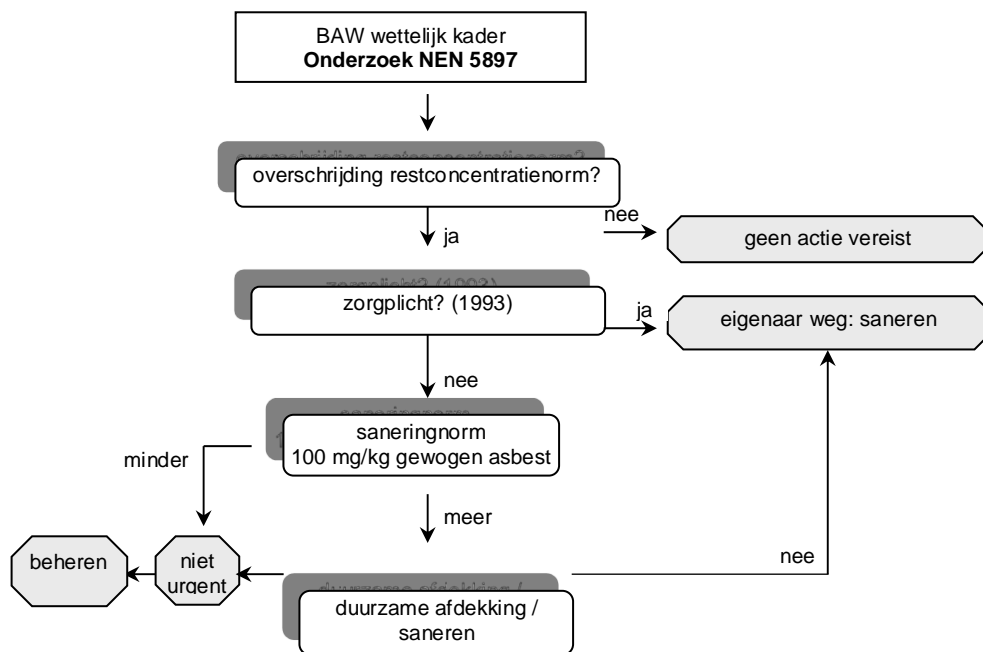 BAW wettelijk kader
Onderzoek NEN 5897
overschrijding restconcentratienorm?
nee
ja
geen actie vereist
zorgplicht? (1993)
ja
eigenaar weg: saneren
nee
saneringnorm
100 mg/kg gewogen asbest
minder
meer
nee
beheren
niet
urgent
duurzame afdekking /
saneren